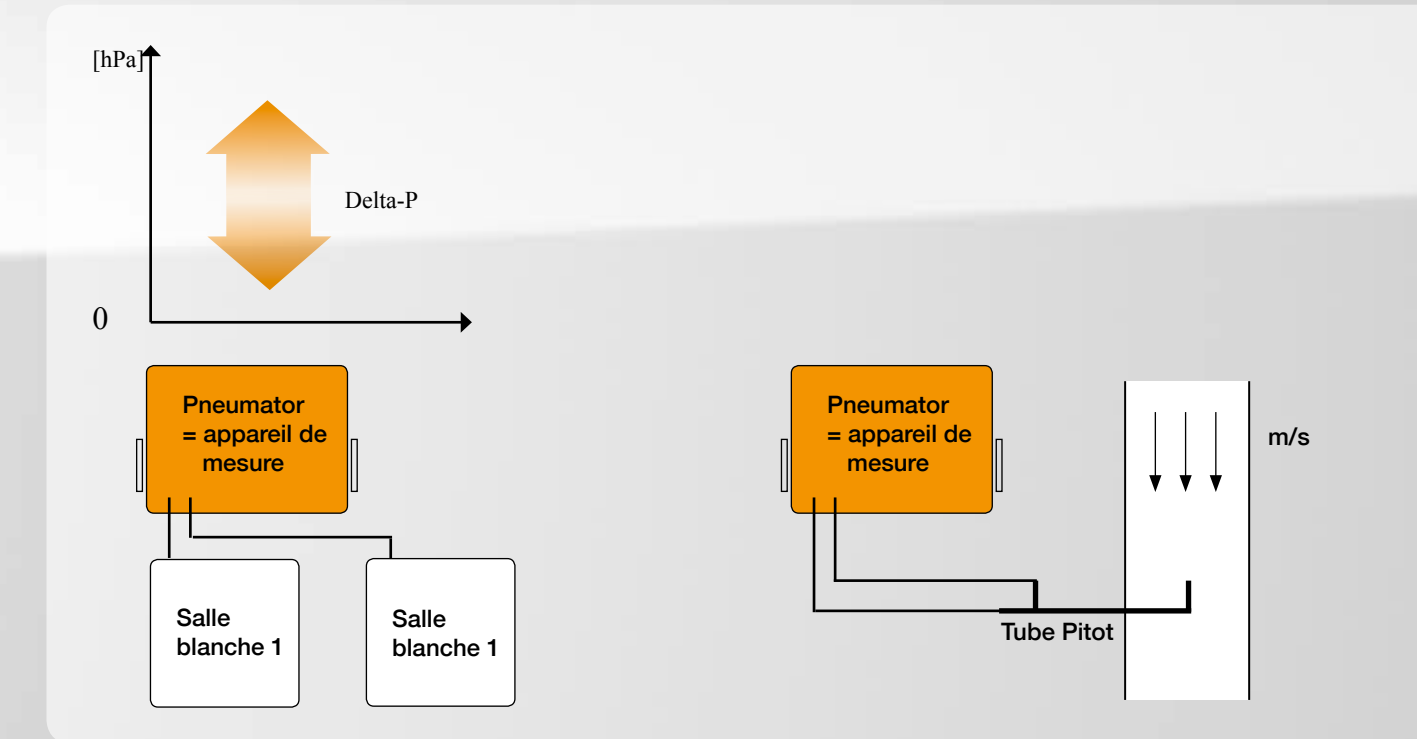 [hPa]
Delta-P
0
Pneumator
= appareil de
mesure
Salle
blanche 1
Salle
blanche 1
Pneumator
= appareil de
mesure
m/s
Tube Pitot